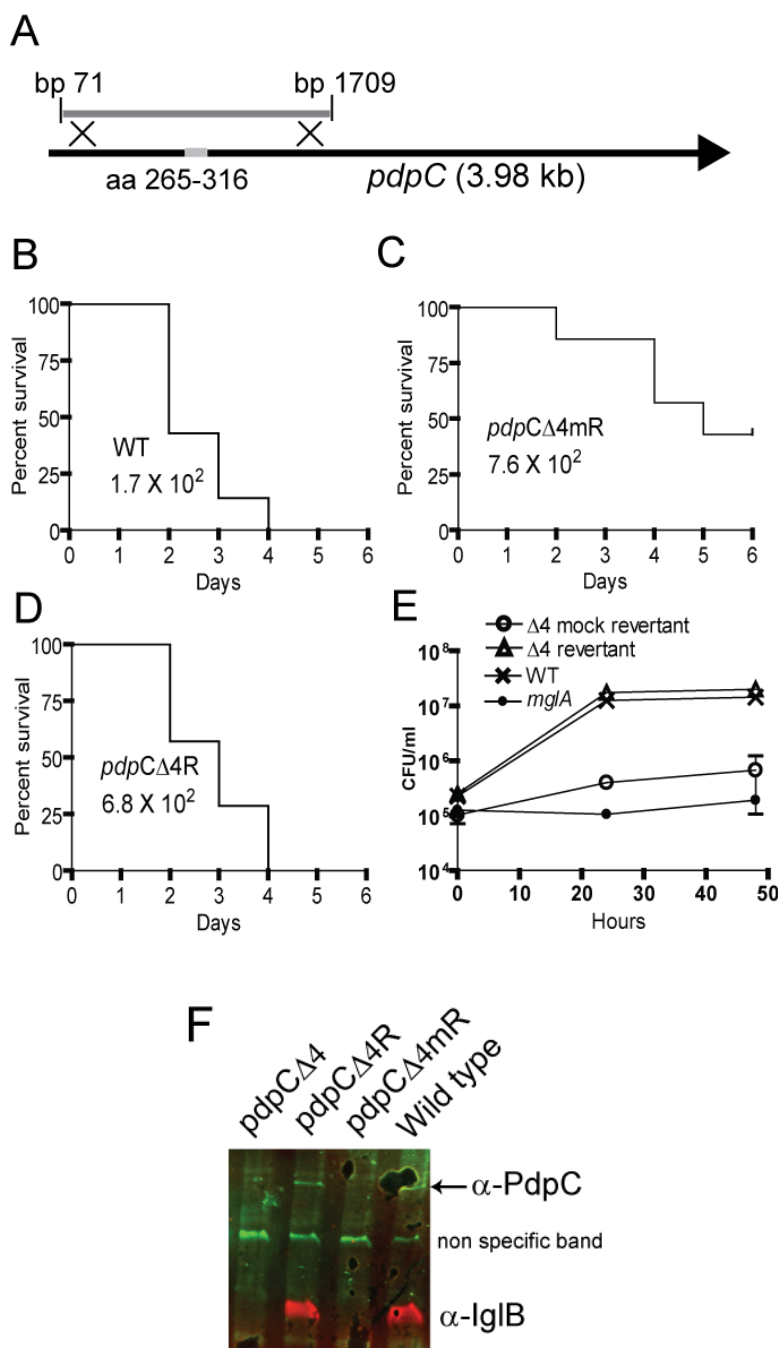 A
bp 71 bp 1709
aa 265-316 pdpC (3.98 kb)
B
100
75
50
25
0
Percent survival
WT
1.7 X 10²
0 1 2 3 4 5 6
Days
C
100
75
50
25
0
Percent survival
pdpCΔ4mR
7.6 X 10²
0 1 2 3 4 5 6
Days
D
100
75
50
25
0
Percent survival
pdpCΔ4R
6.8 X 10²
0 1 2 3 4 5 6
Days
E
Δ4 mock revertant
Δ4 revertant
WT
mglA
10⁸
10⁷
10⁶
10⁵
10⁴
CFU/ml
0 10 20 30 40 50
Hours
F
pdpCΔ4
pdpCΔ4R
pdpCΔ4mR
Wild type
α-PdpC
non specific band
α-IglB